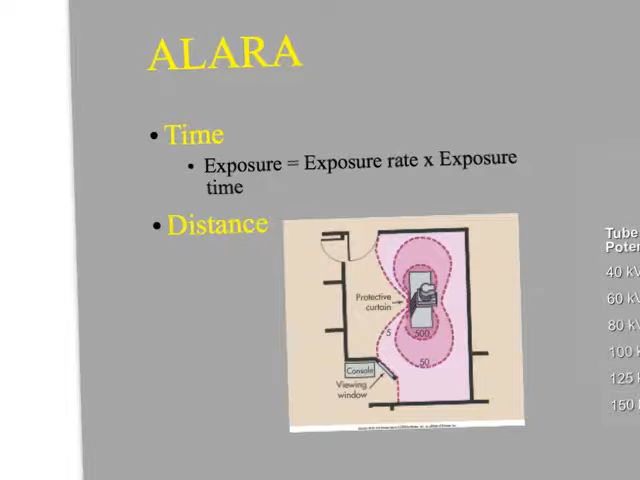 ALARA
• Time
• Exposure = Exposure rate x Exposure
time
• Distance
Protective
curtain
5
500
50
Console
Viewing
window
Tube
Poten
40 kV
60 kV
80 kV
100 k
125 k
150